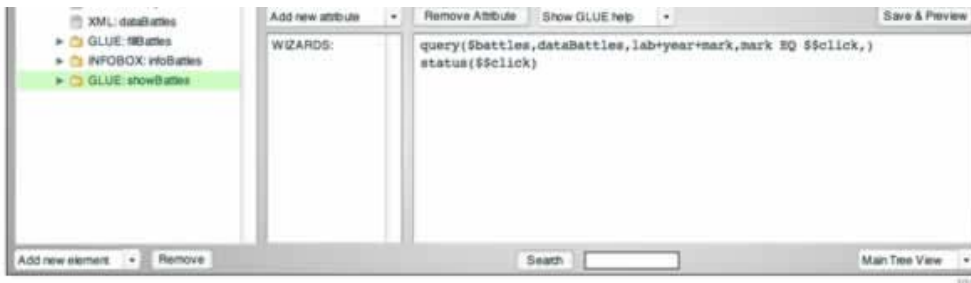 XML: dataBattles
GLUE: fillBattles
INFOBOX: infoBattles
GLUE: showBattles
Add new attribute
WIZARDS:
Remove Attribute
Show GLUE help
Save & Preview
query($battles,dataBattles,lab+year+mark,mark EQ $$click,)
status($$click)
Add new element
Remove
Search
Main Tree View